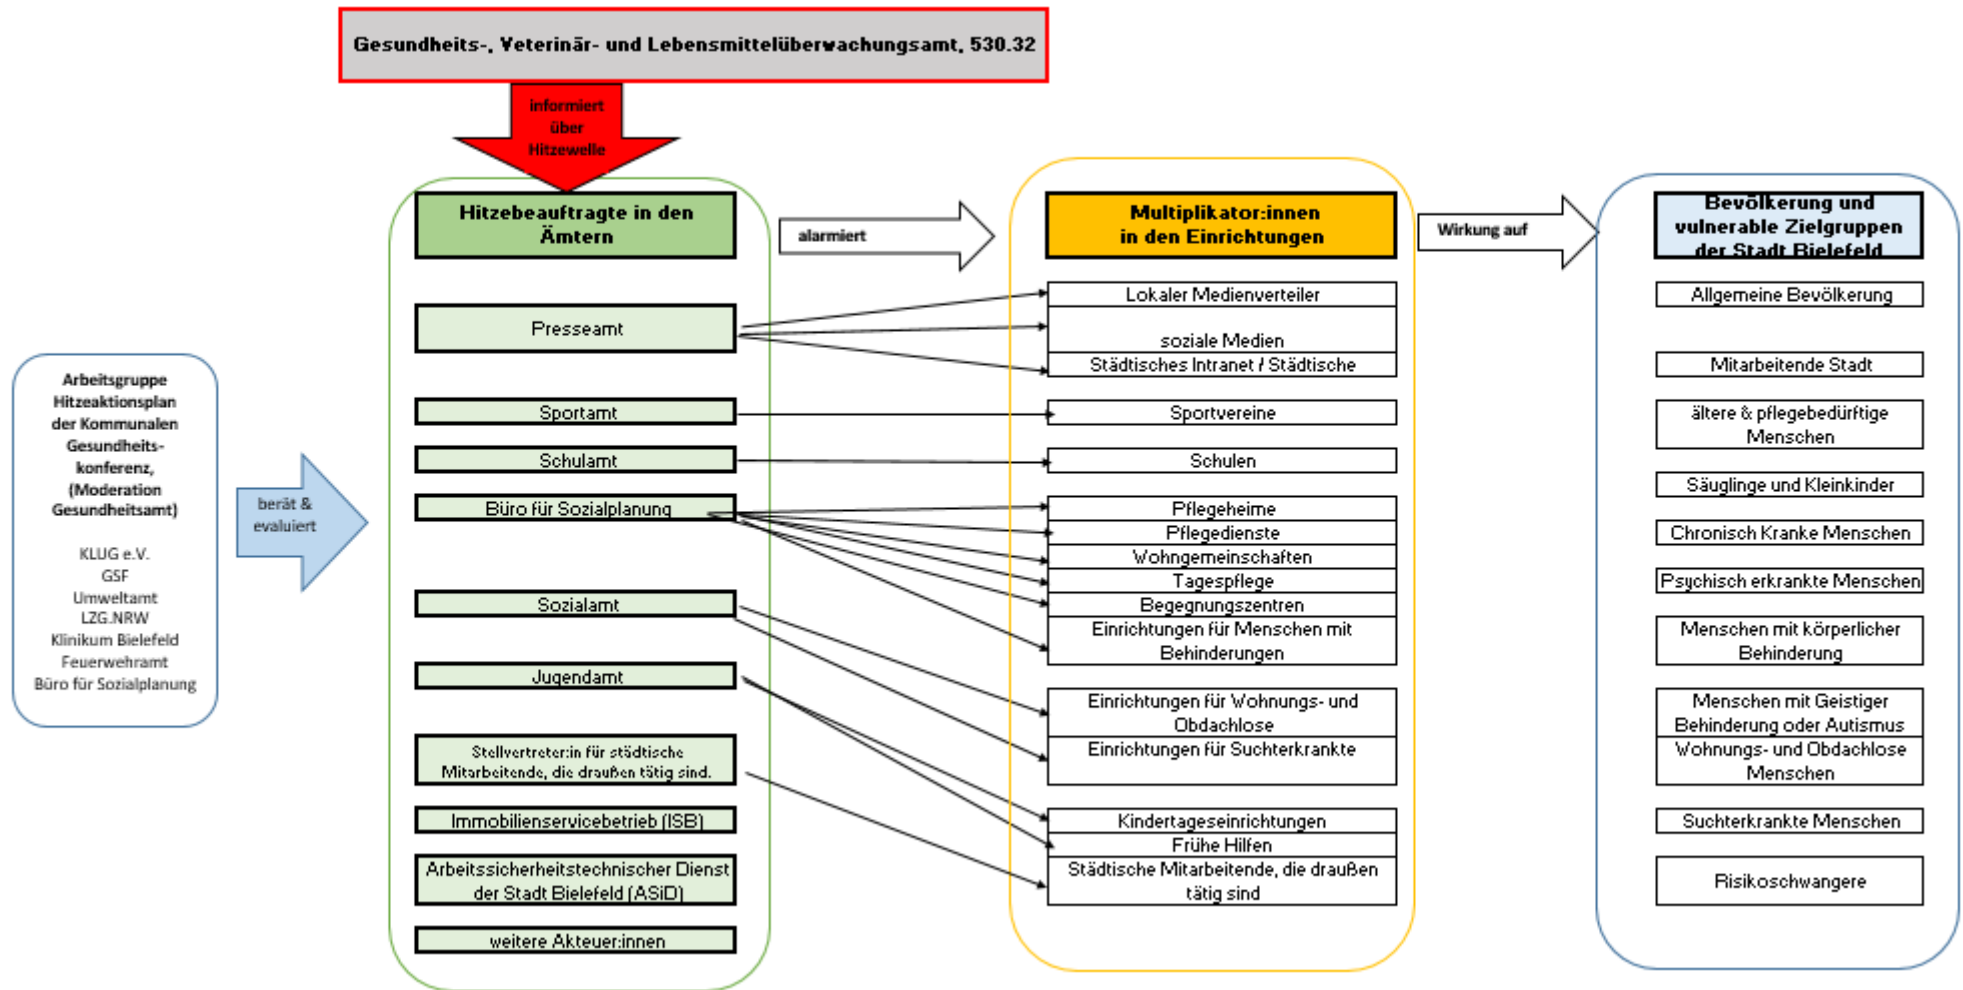 Gesundheits-, Veterinär- und Lebensmittelüberwachungsamt, 530.32
informiert
über
Hitzewelle
Arbeitsgruppe
Hitzeaktionsplan
der Kommunalen
Gesundheits-
konferenz,
(Moderation
Gesundheitsamt)
KLUG e.V.
GSF
Umweltamt
LZG.NRW
Klinikum Bielefeld
Feuerwehramt
Büro für Sozialplanung
berät &
evaluiert
Hitzebeauftragte in den
Ämtern
Presseamt
Sportamt
Schulamt
Büro für Sozialplanung
Sozialamt
Jugendamt
Stellvertreter:in für städtische
Mitarbeitende, die draußen tätig sind.
Immobilienservicebetrieb (ISB)
Arbeitssicherheitstechnischer Dienst
der Stadt Bielefeld (ASiD)
weitere Akteuer:innen
alarmiert
Multiplikator:innen
in den Einrichtungen
Lokaler Medienverteiler
soziale Medien
Städtisches Intranet / Städtische
Sportvereine
Schulen
Pflegeheime
Pflegedienste
Wohngemeinschaften
Tagespflege
Begegnungszentren
Einrichtungen für Menschen mit
Behinderungen
Einrichtungen für Wohnungs- und
Obdachlose
Einrichtungen für Suchterkrankte
Kindertageseinrichtungen
Frühe Hilfen
Städtische Mitarbeitende, die draußen
tätig sind
Wirkung auf
Bevölkerung und
vulnerable Zielgruppen
der Stadt Bielefeld
Allgemeine Bevölkerung
Mitarbeitende Stadt
ältere & pflegebedürftige
Menschen
Säuglinge und Kleinkinder
Chronisch Kranke Menschen
Psychisch erkrankte Menschen
Menschen mit körperlicher
Behinderung
Menschen mit Geistiger
Behinderung oder Autismus
Wohnungs- und Obdachlose
Menschen
Suchterkrankte Menschen
Risikoschwangere